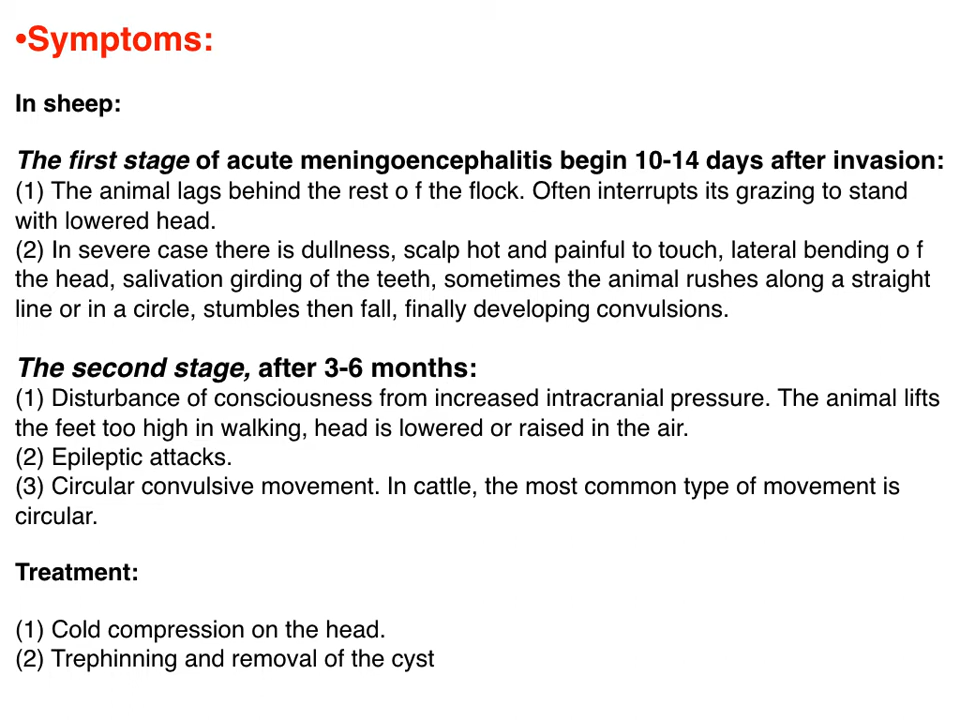 •Symptoms:
In sheep:
The first stage of acute meningoencephalitis begin 10-14 days after invasion:
(1) The animal lags behind the rest o f the flock. Often interrupts its grazing to stand
with lowered head.
(2) In severe case there is dullness, scalp hot and painful to touch, lateral bending o f
the head, salivation girding of the teeth, sometimes the animal rushes along a straight
line or in a circle, stumbles then fall, finally developing convulsions.
The second stage, after 3-6 months:
(1) Disturbance of consciousness from increased intracranial pressure. The animal lifts
the feet too high in walking, head is lowered or raised in the air.
(2) Epileptic attacks.
(3) Circular convulsive movement. In cattle, the most common type of movement is
circular.
Treatment:
(1) Cold compression on the head.
(2) Trephinning and removal of the cyst